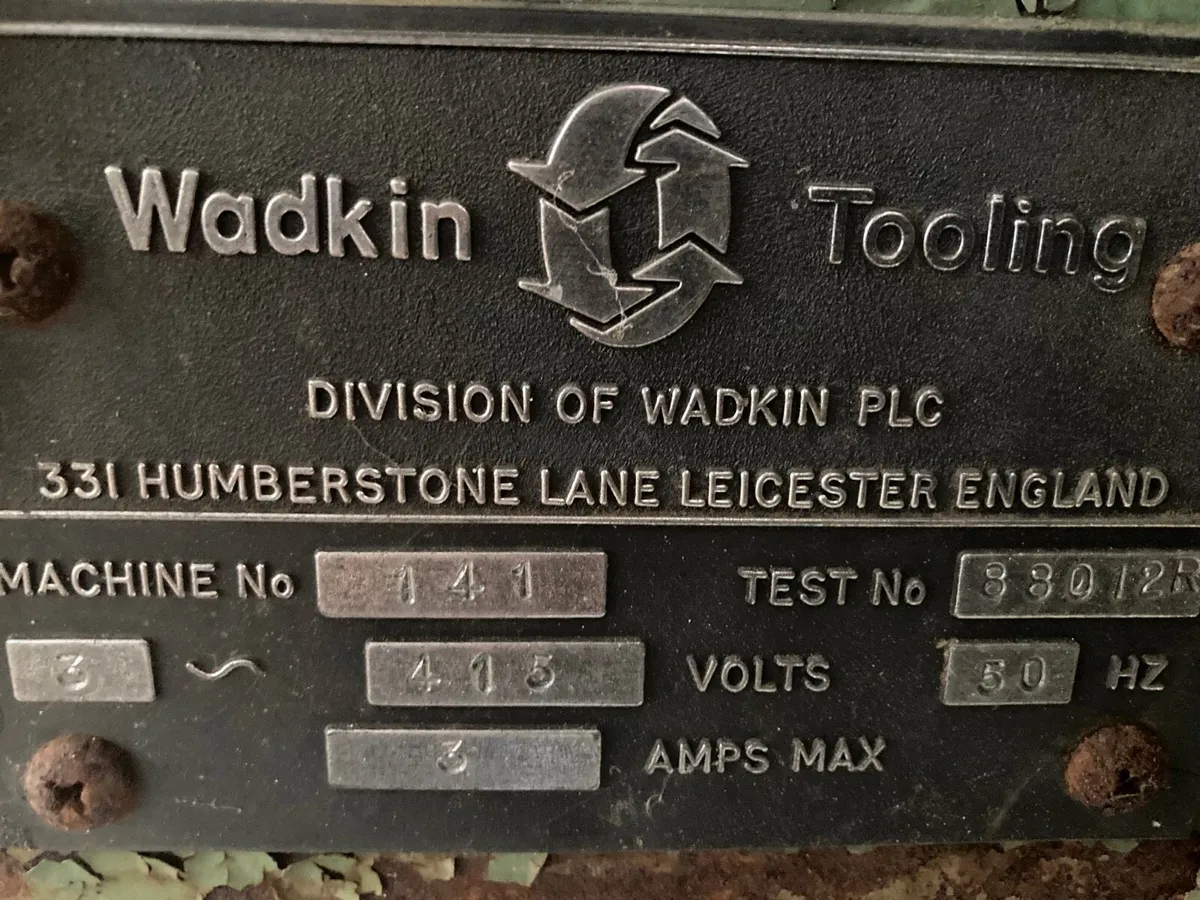 Wadkin Tooling
DIVISION OF WADKIN PLC
331 HUMBERSTONE LANE LEICESTER ENGLAND
MACHINE No 141 TEST No 88012R
3 ~ 415 VOLTS 50 HZ
3 AMPS MAX